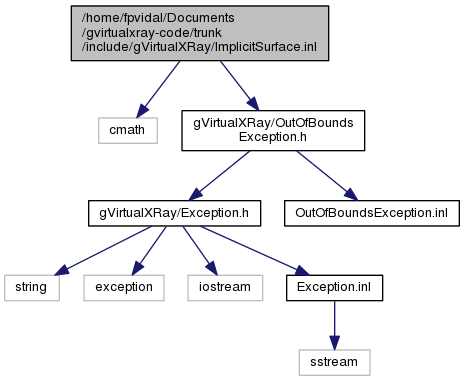 /home/fpvidal/Documents
/gvirtualxray-code/trunk
/include/gVirtualXRay/ImplicitSurface.inl
cmath
gVirtualXRay/OutOfBounds
Exception.h
gVirtualXRay/Exception.h
OutOfBoundsException.inl
string
exception
iostream
Exception.inl
sstream